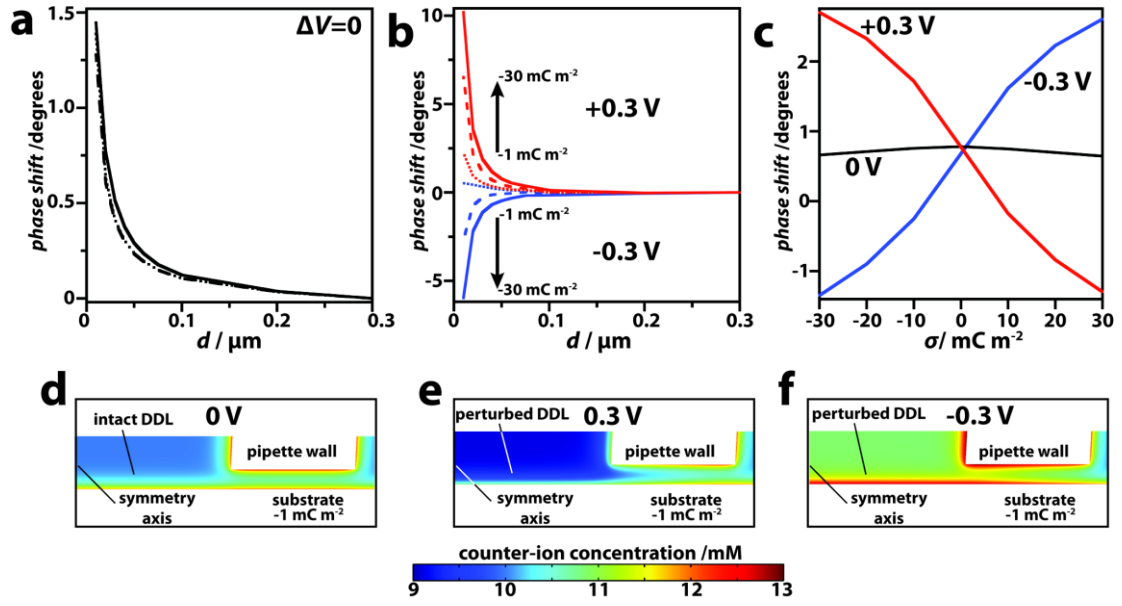 a
ΔV=0
phase shift /degrees
1.5
1.0
0.5
0
0
0.1
0.2
0.3
d / μm
b
phase shift /degrees
10
5
0
-5
-30 mC m-2
+0.3 V
-1 mC m-2
-1 mC m-2
-0.3 V
-30 mC m-2
0
0.1
0.2
0.3
d / μm
c
+0.3 V
-0.3 V
0 V
phase shift /degrees
2
1
0
-1
-30
-20
-10
0
10
20
30
σ/ mC m-2
d
intact DDL
0 V
pipette wall
symmetry
axis
substrate
-1 mC m-2
e
perturbed DDL
0.3 V
pipette wall
symmetry
axis
substrate
-1 mC m-2
f
perturbed DDL
-0.3 V
pipette wall
symmetry
axis
substrate
-1 mC m-2
counter-ion concentration /mM
9
10
11
12
13